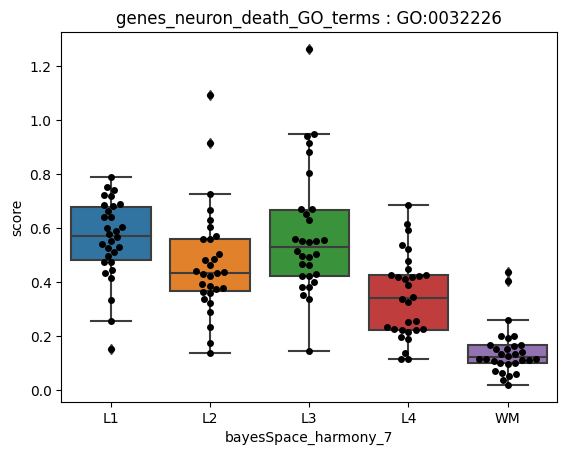 genes_neuron_death_GO_terms : GO:0032226
score
1.2
1.0
0.8
0.6
0.4
0.2
0.0
L1 L2 L3 L4 WM
bayesSpace_harmony_7